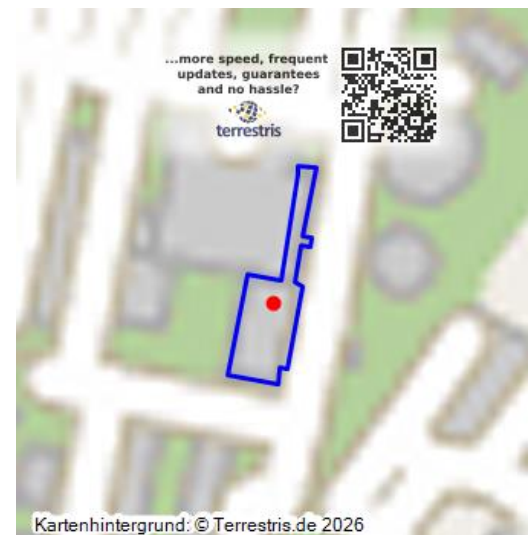 ...more speed, frequent
updates, guarantees
and no hassle?
terrestris
Kartenhintergrund: © Terrestris.de 2026